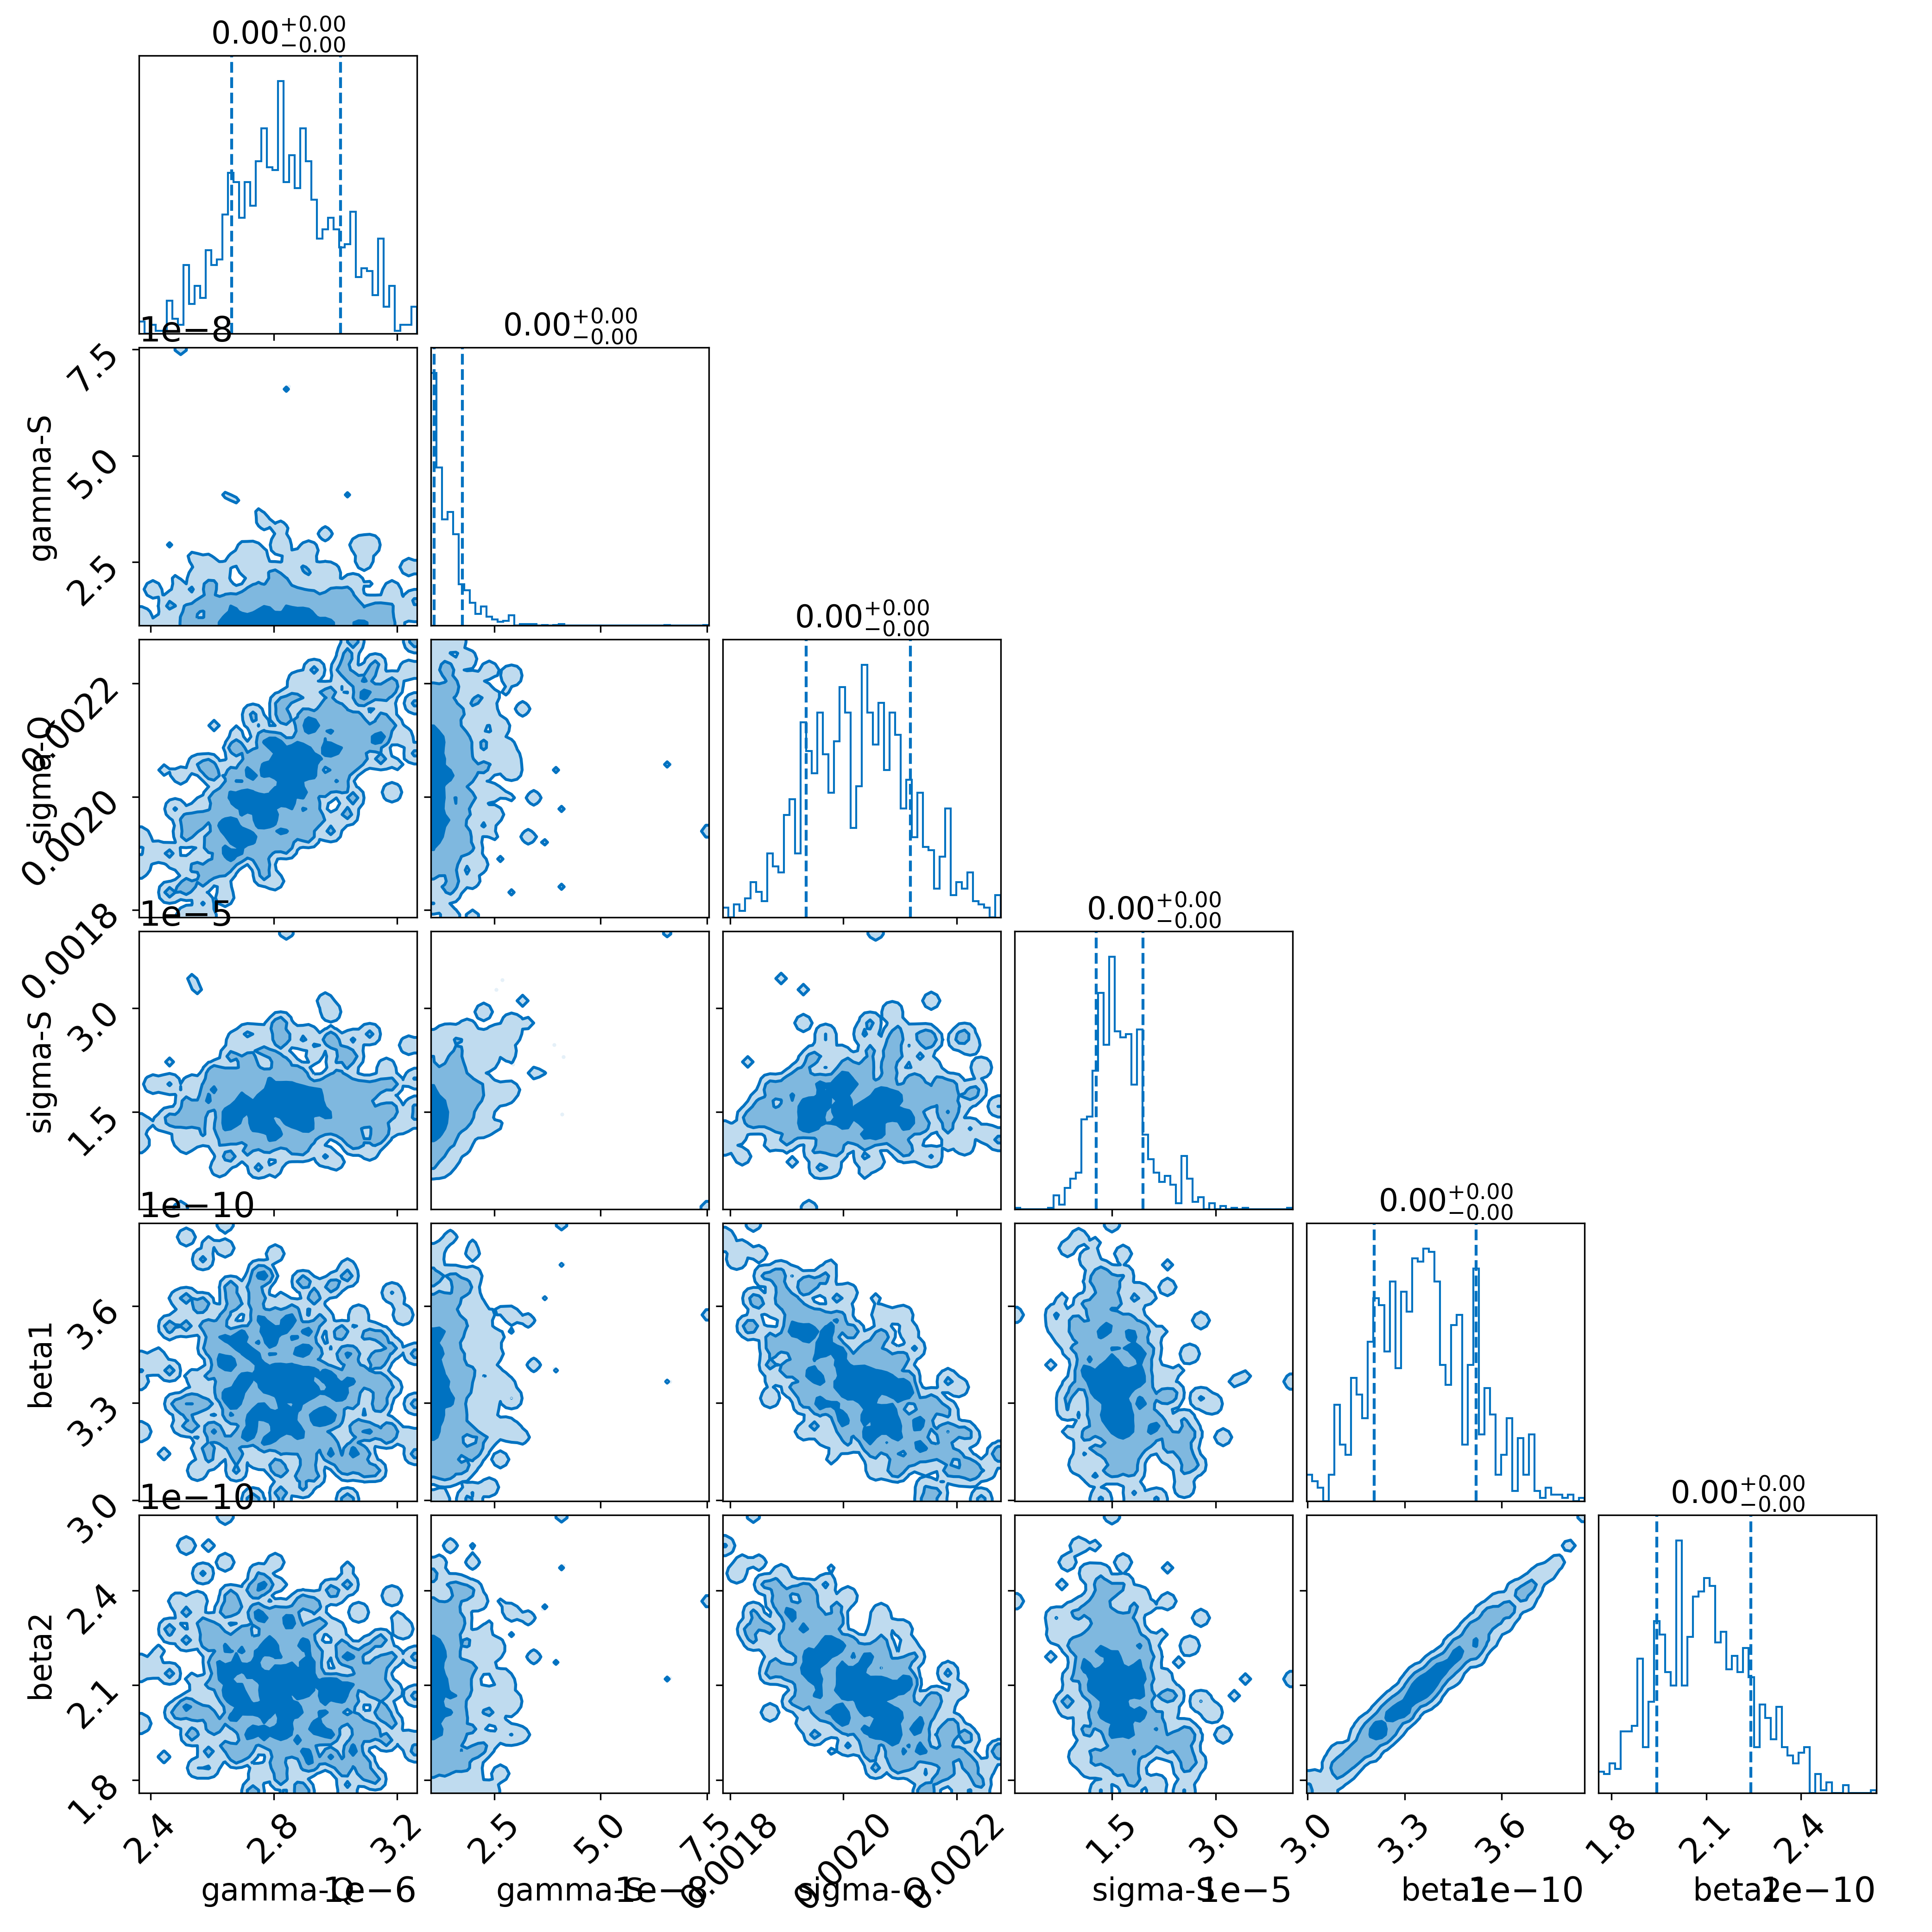 0.00 +0.00 −0.00
1e−8
0.00 +0.00 −0.00
7.5
5.0
2.5
gamma-S
0.00 +0.00 −0.00
0.0022
0.0020
0.0018
sigma-Q
1e−5
0.00 +0.00 −0.00
3.0
1.5
sigma-S
1e−10
0.00 +0.00 −0.00
3.6
3.3
3.0
beta1
1e−10
0.00 +0.00 −0.00
2.4
2.1
1.8
beta2
2.4 2.8 3.2 2.5 5.0 7.5 0.0018 0.0020 0.0022 1.5 3.0 3.0 3.3 3.6 1.8 2.1 2.4
gamma-Q 1e−6 gamma-S 1e−8 sigma-Q sigma-S 1e−5 beta1 1e−10 beta2 1e−10